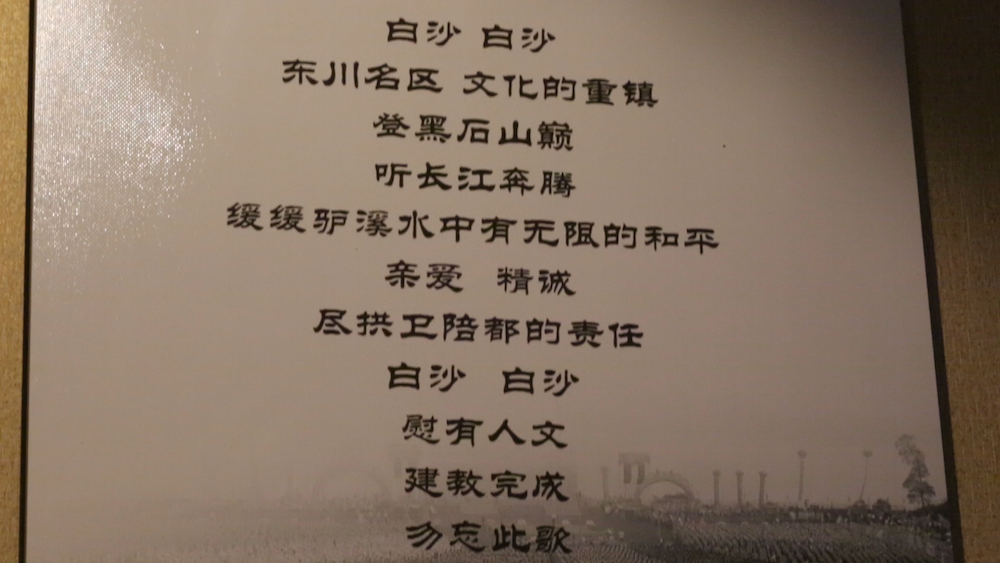 白沙 白沙
东川名区 文化的重镇
登黑石山巅
听长江奔腾
缓缓驴溪水中有无限的和平
亲爱 精诚
尽拱卫陪都的责任
白沙 白沙
慰有人文
建教完成
勿忘此歌